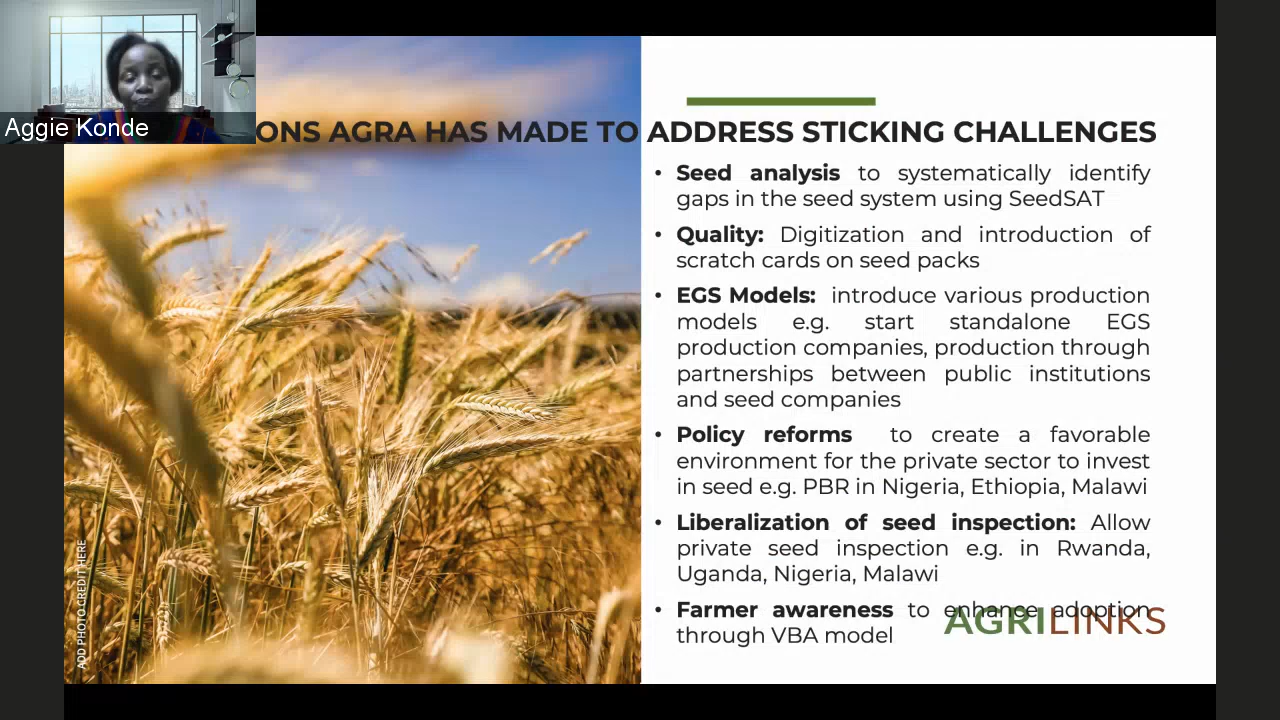 Aggie Konde
ONS AGRA HAS MADE TO ADDRESS STICKING CHALLENGES
• Seed analysis to systematically identify
gaps in the seed system using SeedSAT
• Quality: Digitization and introduction of
scratch cards on seed packs
• EGS Models: introduce various production
models e.g. start standalone EGS
production companies, production through
partnerships between public institutions
and seed companies
• Policy reforms to create a favorable
environment for the private sector to invest
in seed e.g. PBR in Nigeria, Ethiopia, Malawi
• Liberalization of seed inspection: Allow
private seed inspection e.g. in Rwanda,
Uganda, Nigeria, Malawi
• Farmer awareness to enhance adoption
through VBA model
AGRILINKS
ADD PHOTO CREDIT HERE